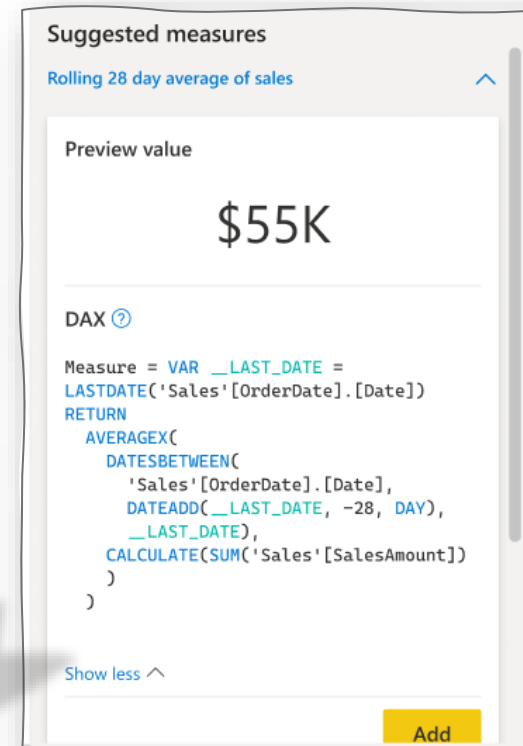 Suggested measures
Rolling 28 day average of sales
Preview value
$55K
DAX ?
Measure = VAR __LAST_DATE =
LASTDATE('Sales'[OrderDate].[Date])
RETURN
AVERAGEX(
DATESBETWEEN(
'Sales'[OrderDate].[Date],
DATEADD(__LAST_DATE, -28, DAY),
__LAST_DATE),
CALCULATE(SUM('Sales'[SalesAmount])
)
)
Show less
Add